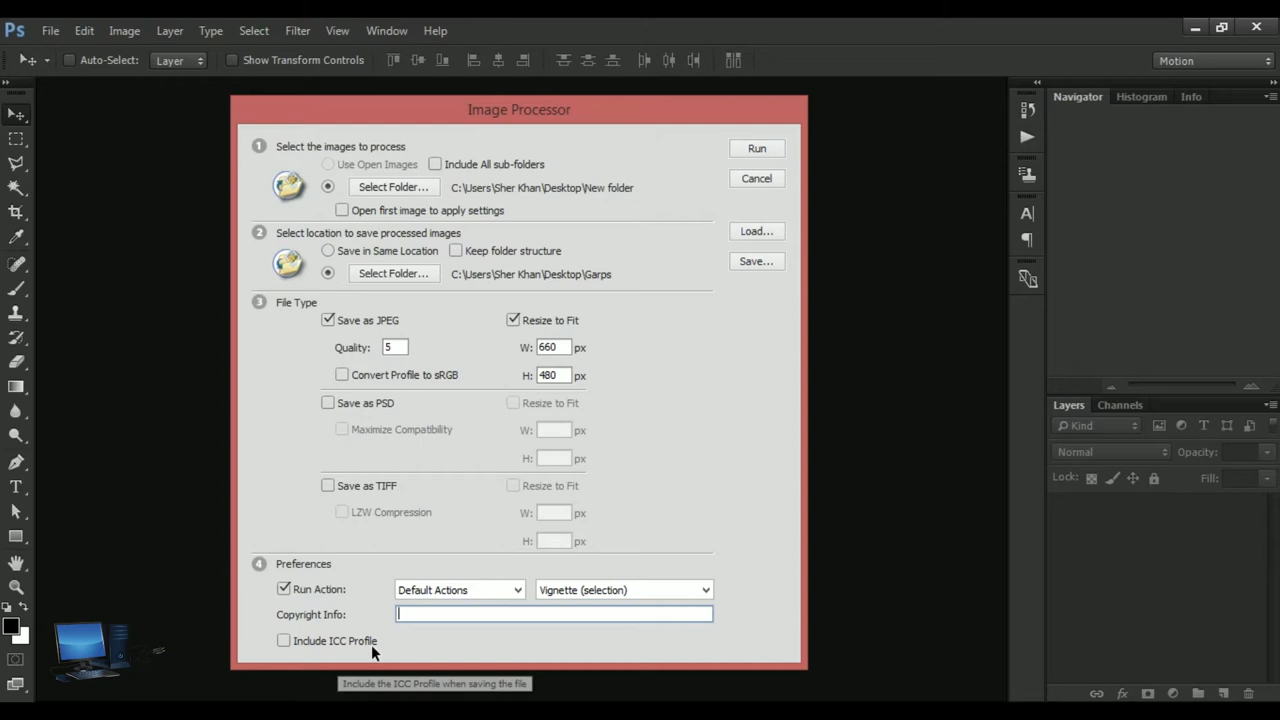 Ps File Edit Image Layer Type Select Filter View Window Help
Auto-Select: Layer Show Transform Controls Motion
Image Processor
1 Select the images to process
Use Open Images Include All sub-folders
Select Folder... C:\Users\Sher Khan\Desktop\New folder
Open first image to apply settings
Run
Cancel
Load...
Save...
2 Select location to save processed images
Save in Same Location Keep folder structure
Select Folder... C:\Users\Sher Khan\Desktop\Garps
3 File Type
Save as JPEG Resize to Fit
Quality: 5 W: 660 px
Convert Profile to sRGB H: 480 px
Save as PSD Resize to Fit
Maximize Compatibility W: px
H: px
Save as TIFF Resize to Fit
LZW Compression W: px
H: px
4 Preferences
Run Action: Default Actions Vignette (selection)
Copyright Info:
Include ICC Profile
Include the ICC Profile when saving the file
Navigator Histogram Info
Layers Channels
Kind
Normal Opacity:
Lock: Fill: